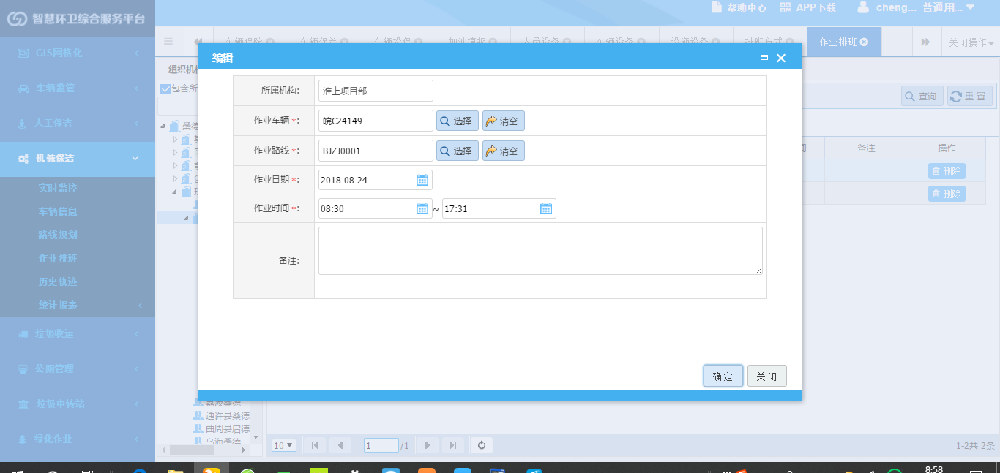 智慧环卫综合服务平台
帮助中心
APP下载
cheng... 普通用...
GIS网格化
车辆监管
人工保洁
机械保洁
实时监控
车辆信息
路线规划
作业排班
历史轨迹
统计报表
垃圾收运
公厕管理
垃圾中转站
绿化作业
车辆保险
车辆保养
车辆投保
加油填报
人员设备
车辆设备
设施设备
排班方式
作业排班
关闭操作
组织机构
包含所
桑德
查询
重置
备注
操作
删除
删除
编辑
所属机构:
淮上项目部
作业车辆*:
皖C24149
选择
清空
作业路线*:
BJZJ0001
选择
清空
作业日期*:
2018-08-24
作业时间*:
08:30 ~ 17:31
备注:
确定
关闭
通许县桑德
曲周县启德
乌海桑德
10
1 /1
1-2共 2条
8:58